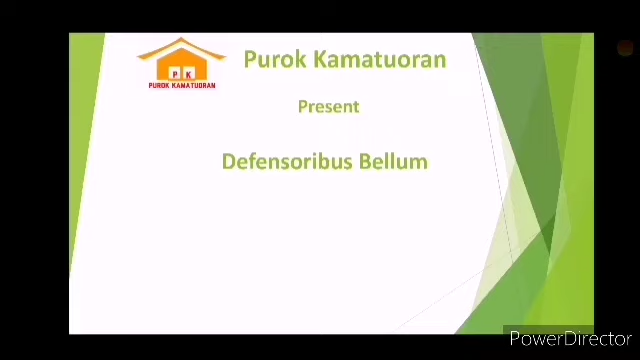 Purok Kamatuoran
P K
PUROK KAMATUORAN
Present
Defensoribus Bellum
PowerDirector